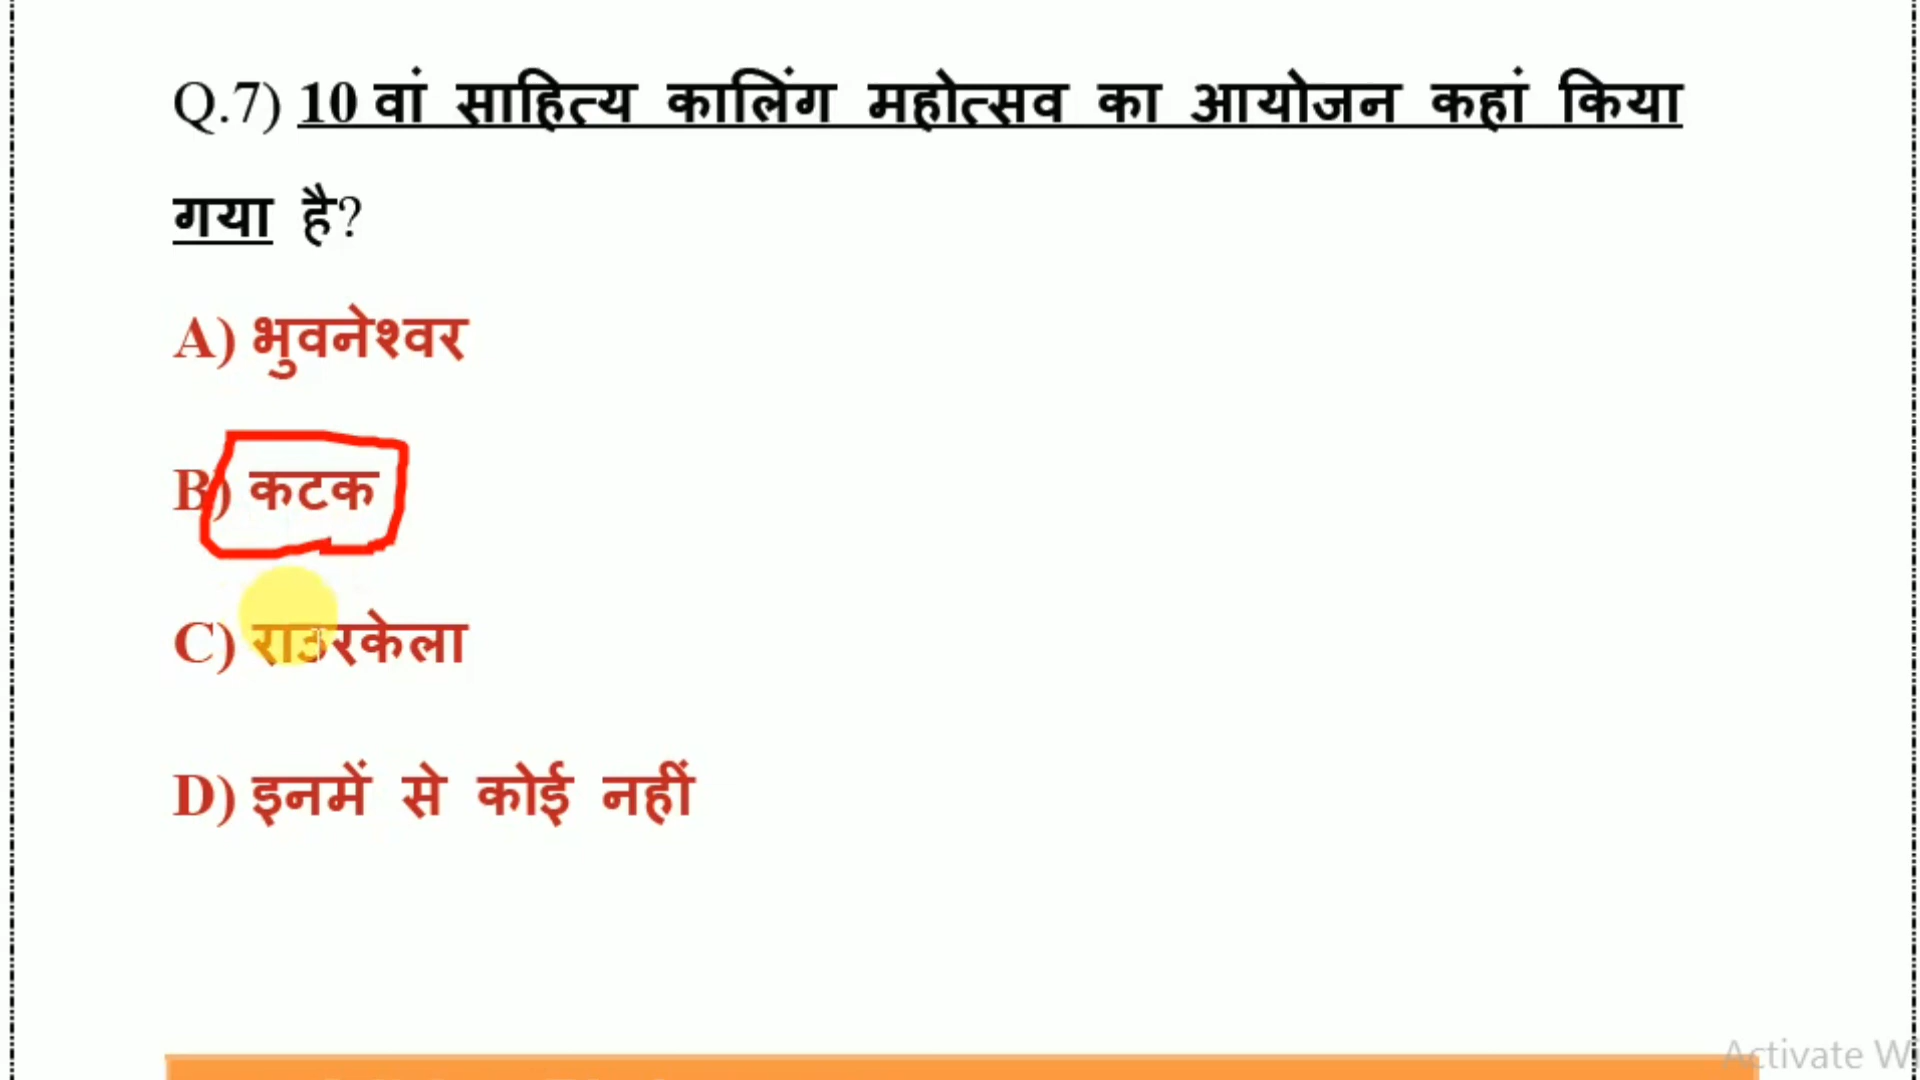 Q.7) 10 वां साहित्य कालिंग महोत्सव का आयोजन कहां किया
गया है?
A) भुवनेश्वर
B) कटक
C) राउरकेला
D) इनमें से कोई नहीं
Activate